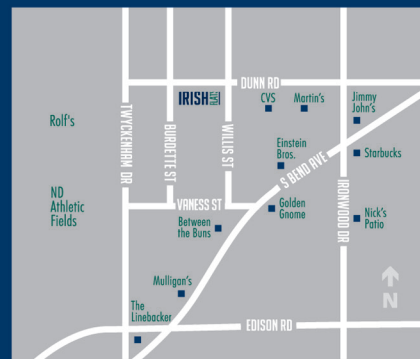 DUNN RD
IRISH
CVS
Martin's
Jimmy
John's
Rolf's
TWYCKENHAM DR
BURDETTE ST
WILLIS ST
Einstein
Bros.
S BEND AVE
Starbucks
IRONWOOD DR
ND
Athletic
Fields
VANESS ST
Between
the Buns
Golden
Gnome
Nick's
Patio
Mulligan's
N
The
Linebacker
EDISON RD